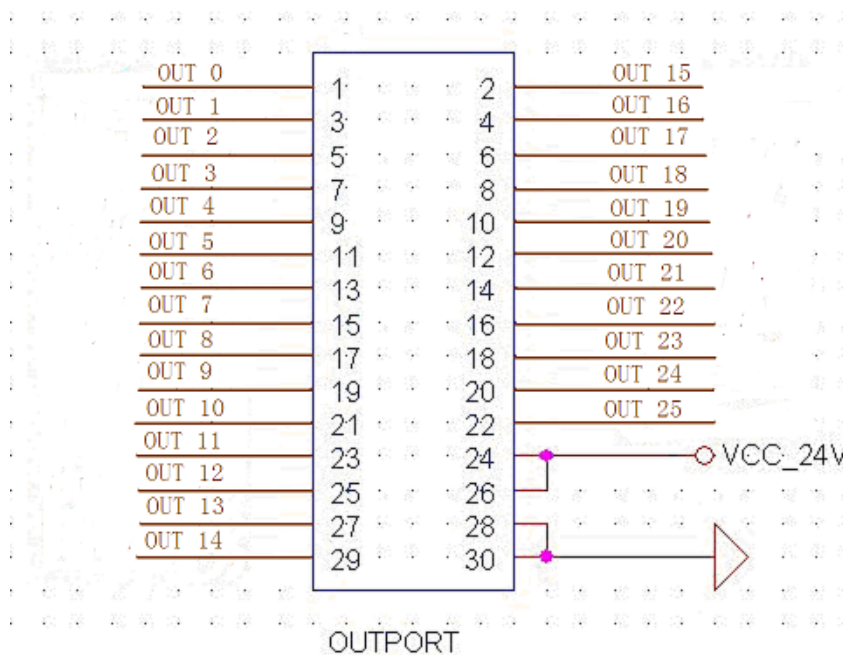 OUT 0 1 2 OUT 15
OUT 1 3 4 OUT 16
OUT 2 5 6 OUT 17
OUT 3 7 8 OUT 18
OUT 4 9 10 OUT 19
OUT 5 11 12 OUT 20
OUT 6 13 14 OUT 21
OUT 7 15 16 OUT 22
OUT 8 17 18 OUT 23
OUT 9 19 20 OUT 24
OUT 10 21 22 OUT 25
OUT 11 23 24 VCC_24V
OUT 12 25 26
OUT 13 27 28
OUT 14 29 30
OUTPORT